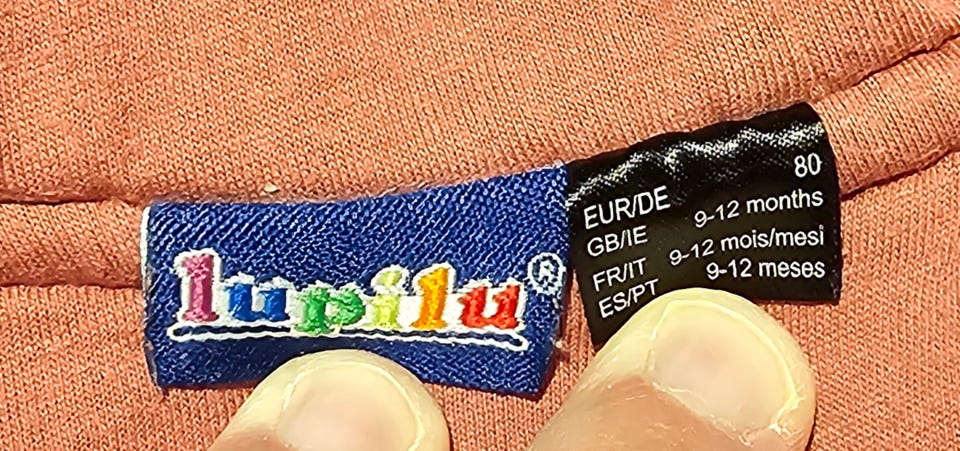 lupilu®
EUR/DE 80
GB/IE 9-12 months
FR/IT 9-12 mois/mesi
ES/PT 9-12 meses